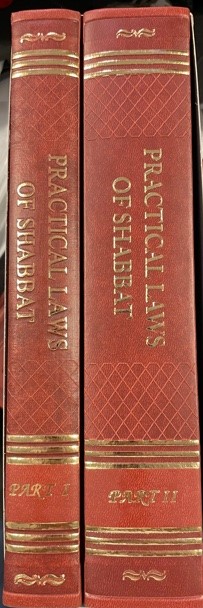 PRACTICAL LAWS
OF SHABBAT
PART I
PRACTICAL LAWS
OF SHABBAT
PART II